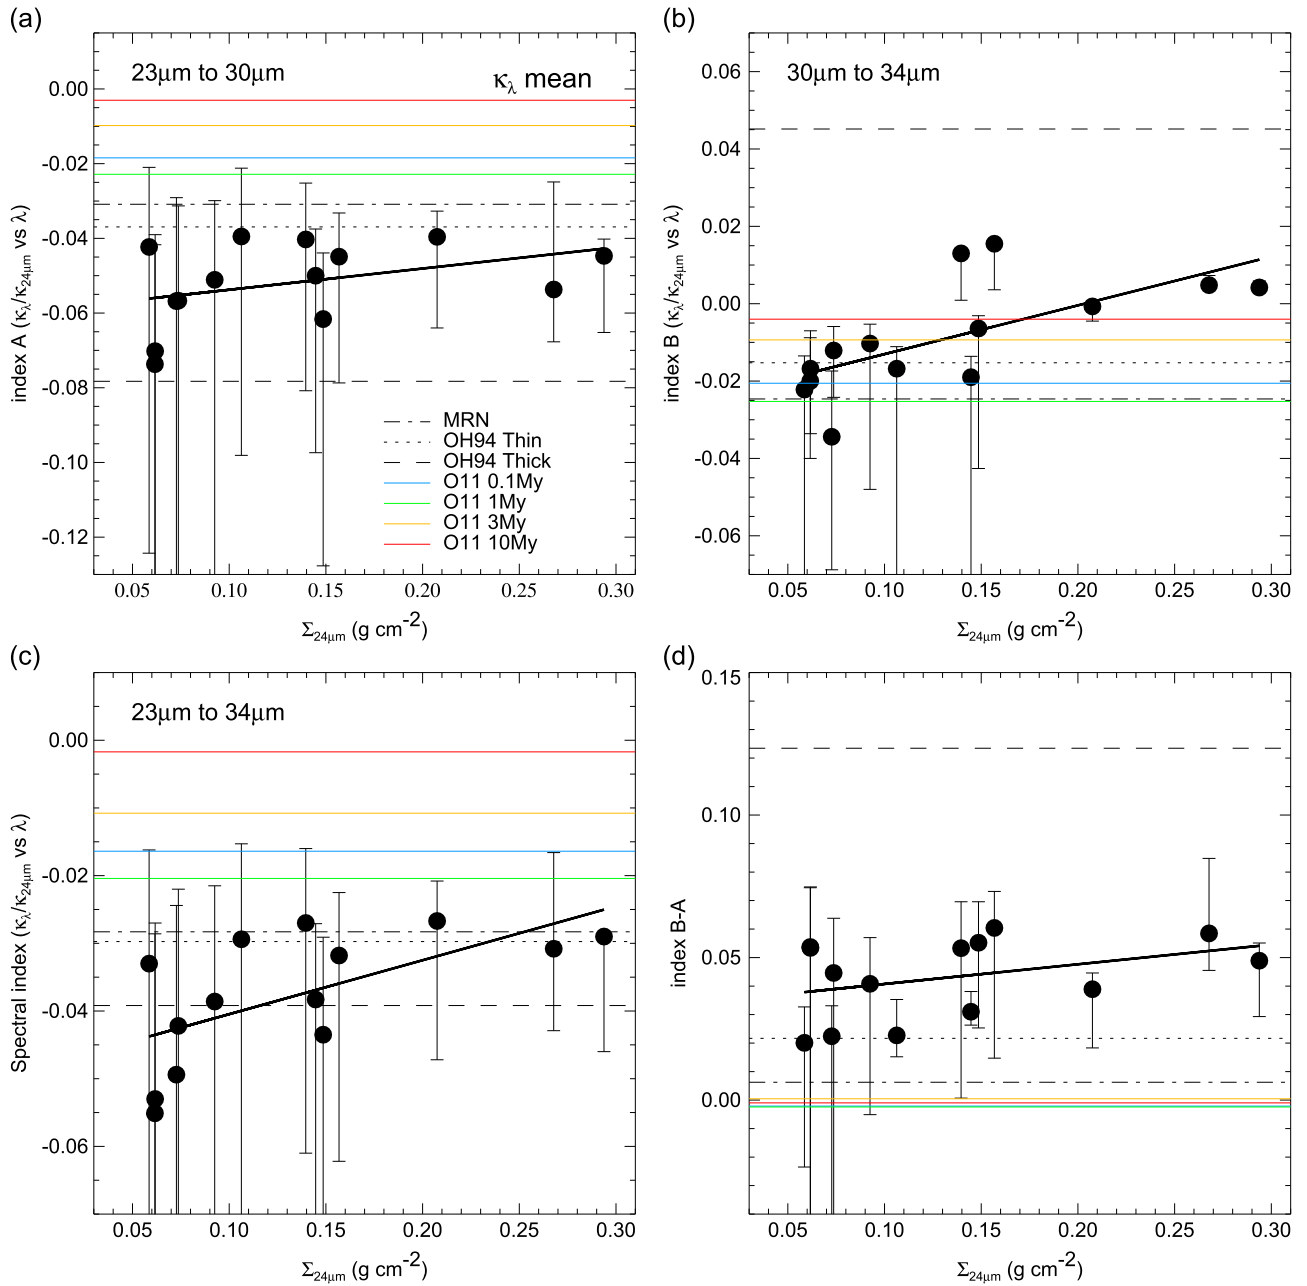 (a)
23μm to 30μm
κλ mean
0.00
-0.02
-0.04
-0.06
-0.08
-0.10
-0.12
index A (κλ/κ24μm vs λ)
MRN
OH94 Thin
OH94 Thick
O11 0.1My
O11 1My
O11 3My
O11 10My
0.05 0.10 0.15 0.20 0.25 0.30
Σ24μm (g cm-2)
(b)
30μm to 34μm
0.06
0.04
0.02
0.00
-0.02
-0.04
-0.06
index B (κλ/κ24μm vs λ)
0.05 0.10 0.15 0.20 0.25 0.30
Σ24μm (g cm-2)
(c)
23μm to 34μm
0.00
-0.02
-0.04
-0.06
Spectral index (κλ/κ24μm vs λ)
0.05 0.10 0.15 0.20 0.25 0.30
Σ24μm (g cm-2)
(d)
0.15
0.10
0.05
0.00
index B-A
0.05 0.10 0.15 0.20 0.25 0.30
Σ24μm (g cm-2)